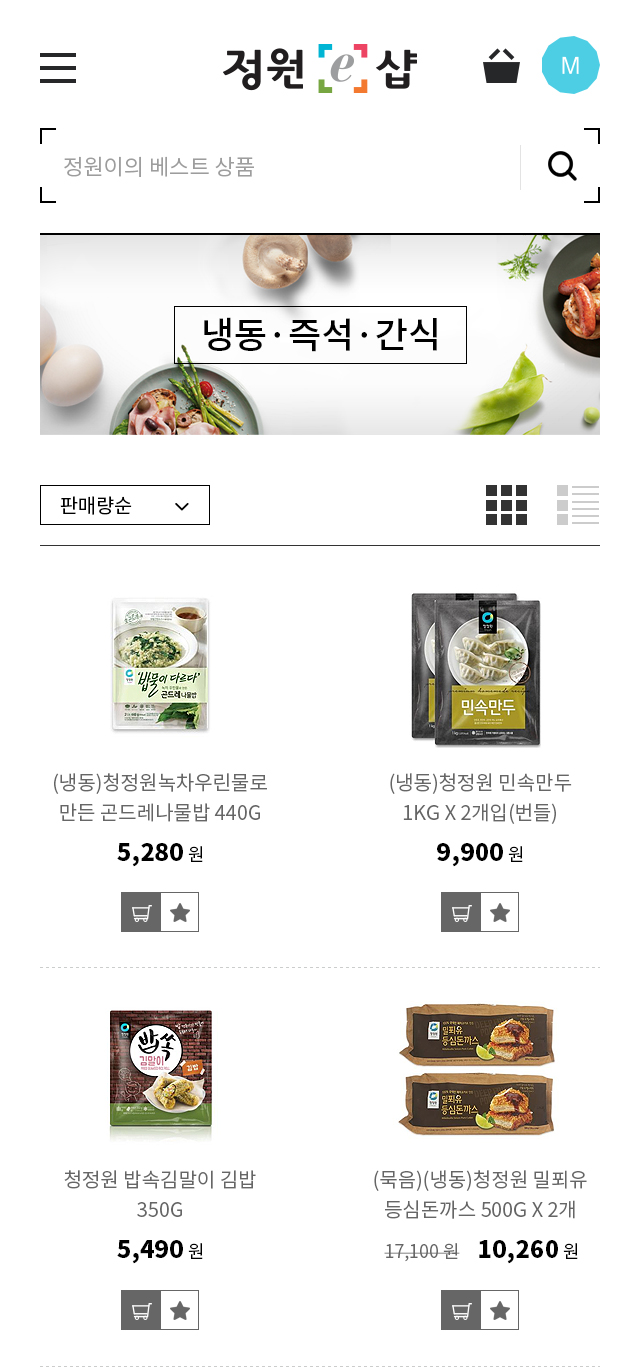 정원 e 샵
M
정원이의 베스트 상품
냉동·즉석·간식
판매량순
'밥물이 다르다'
곤드레나물밥
민속만두
(냉동)청정원녹차우린물로
만든 곤드레나물밥 440G
5,280 원
(냉동)청정원 민속만두
1KG X 2개입(번들)
9,900 원
밥쏙
김말이
김밥
밀푀유
등심돈까스
밀푀유
등심돈까스
청정원 밥속김말이 김밥
350G
5,490 원
(묶음)(냉동)청정원 밀푀유
등심돈까스 500G X 2개
17,100 원 10,260 원